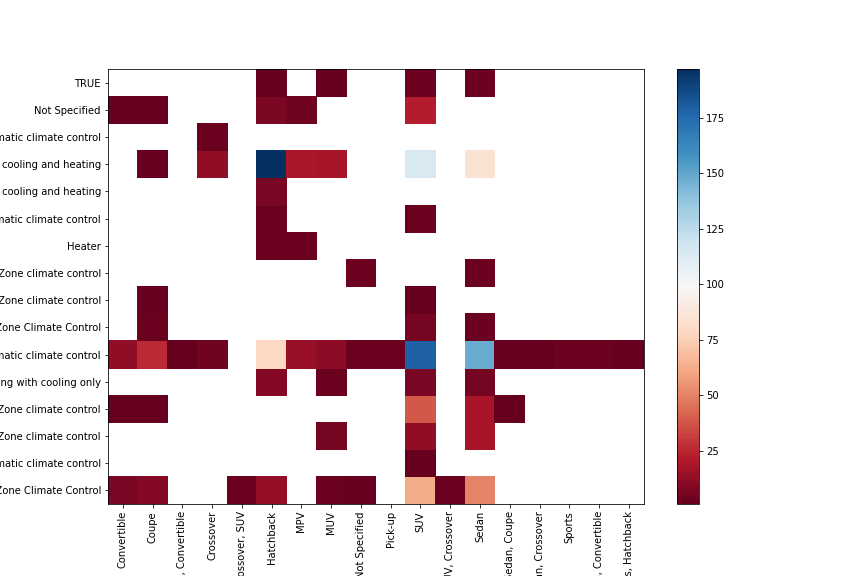 TRUE
Not Specified
matic climate control
cooling and heating
cooling and heating
matic climate control
Heater
Zone climate control
Zone climate control
Zone Climate Control
matic climate control
ng with cooling only
Zone climate control
Zone climate control
matic climate control
Zone Climate Control
Convertible
Coupe
, Convertible
Crossover
ossover, SUV
Hatchback
MPV
MUV
Not Specified
Pick-up
SUV
UV, Crossover
Sedan
Sedan, Coupe
an, Crossover
Sports
, Convertible
s, Hatchback
175
150
125
100
75
50
25